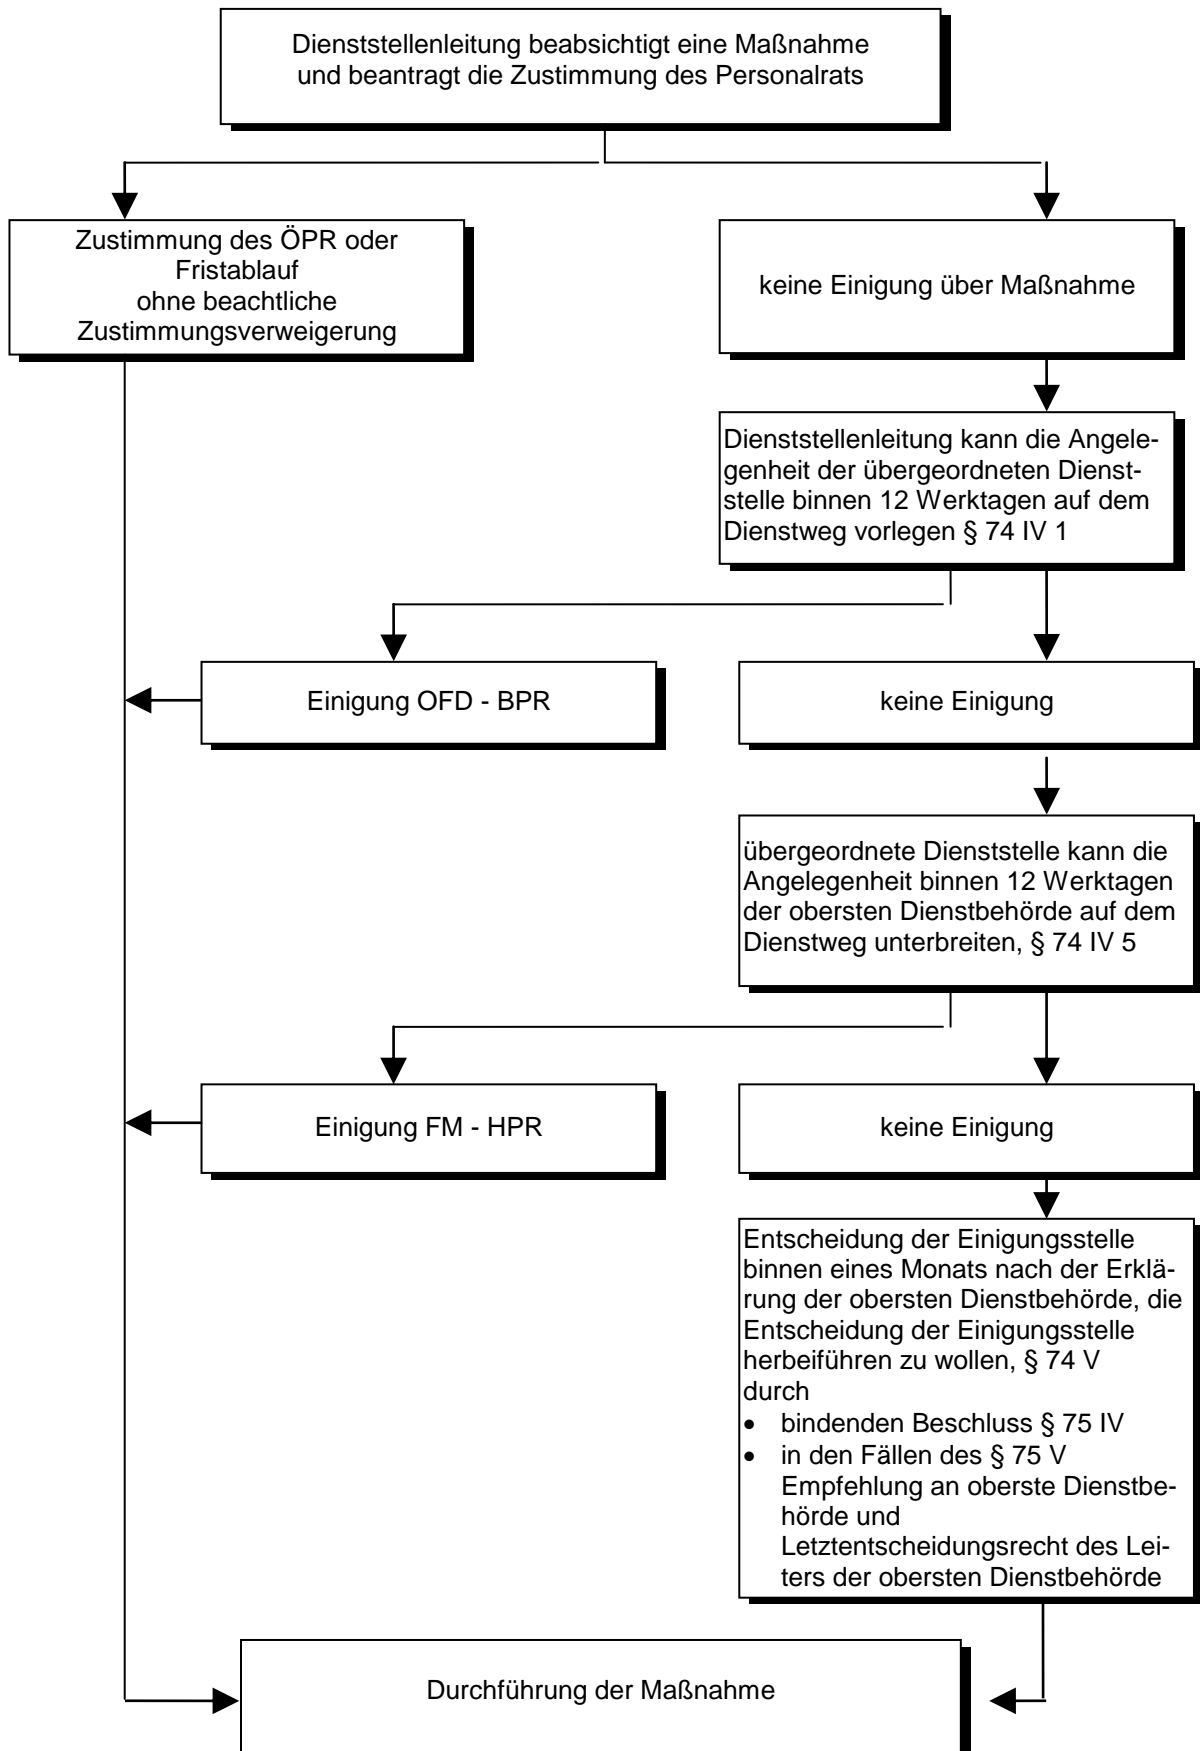 Dienststellenleitung beabsichtigt eine Maßnahme
und beantragt die Zustimmung des Personalrats
Zustimmung des ÖPR oder
Fristablauf
ohne beachtliche
Zustimmungsverweigerung
keine Einigung über Maßnahme
Dienststellenleitung kann die Angele-
genheit der übergeordneten Dienst-
stelle binnen 12 Werktagen auf dem
Dienstweg vorlegen § 74 IV 1
Einigung OFD - BPR
keine Einigung
übergeordnete Dienststelle kann die
Angelegenheit binnen 12 Werktagen
der obersten Dienstbehörde auf dem
Dienstweg unterbreiten, § 74 IV 5
Einigung FM - HPR
keine Einigung
Entscheidung der Einigungsstelle
binnen eines Monats nach der Erklä-
rung der obersten Dienstbehörde, die
Entscheidung der Einigungsstelle
herbeiführen zu wollen, § 74 V
durch
• bindenden Beschluss § 75 IV
• in den Fällen des § 75 V
Empfehlung an oberste Dienstbe-
hörde und
Letztentscheidungsrecht des Lei-
ters der obersten Dienstbehörde
Durchführung der Maßnahme